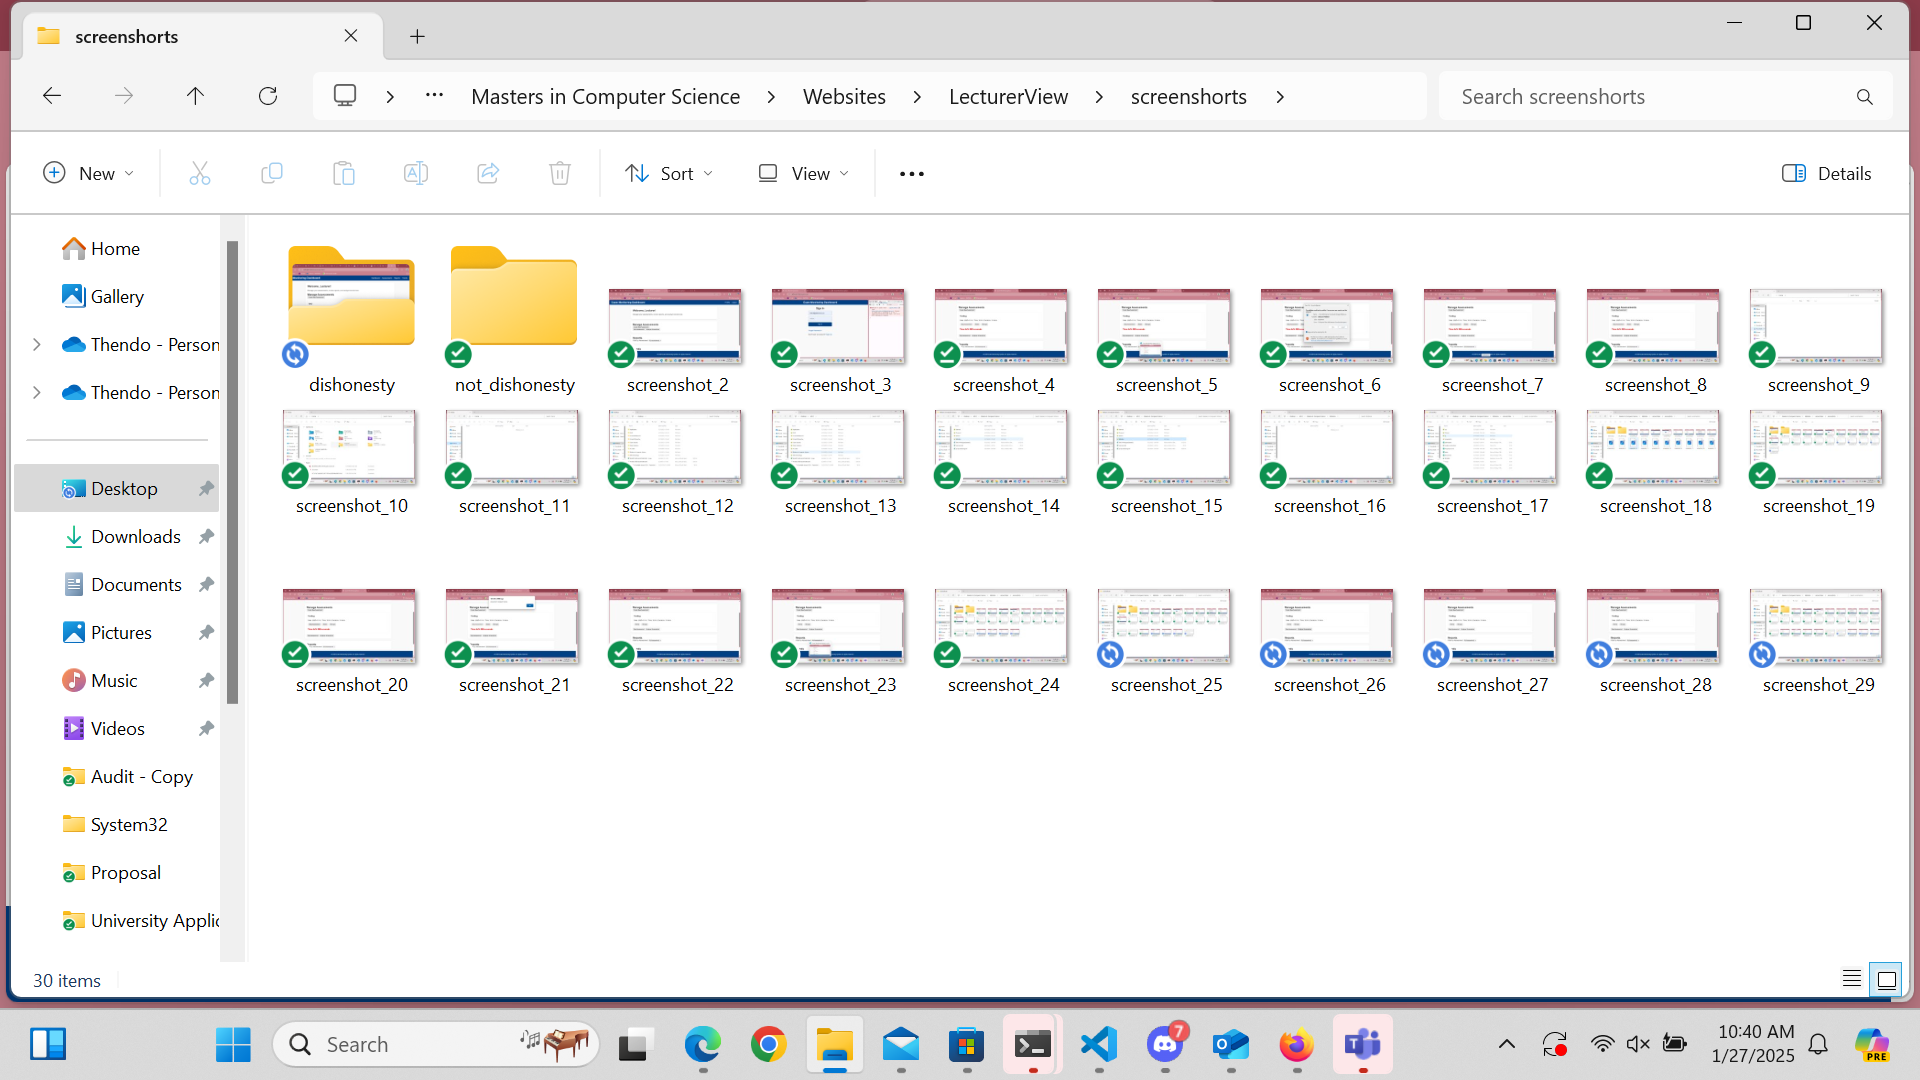 screenshorts
Masters in Computer Science
Websites
LecturerView
screenshorts
Search screenshorts
New
Sort
View
Details
Home
Gallery
Thendo - Person
Thendo - Person
Desktop
Downloads
Documents
Pictures
Music
Videos
Audit - Copy
System32
Proposal
University Applic
dishonesty
not_dishonesty
screenshot_2
screenshot_3
screenshot_4
screenshot_5
screenshot_6
screenshot_7
screenshot_8
screenshot_9
screenshot_10
screenshot_11
screenshot_12
screenshot_13
screenshot_14
screenshot_15
screenshot_16
screenshot_17
screenshot_18
screenshot_19
screenshot_20
screenshot_21
screenshot_22
screenshot_23
screenshot_24
screenshot_25
screenshot_26
screenshot_27
screenshot_28
screenshot_29
30 items
Search
7
10:40 AM
1/27/2025
PRE